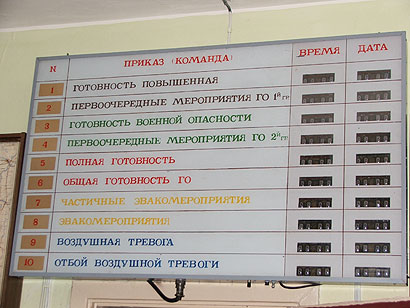 N ПРИКАЗ (КОМАНДА) ВРЕМЯ ДАТА
1 ГОТОВНОСТЬ ПОВЫШЕННАЯ
2 ПЕРВООЧЕРЕДНЫЕ МЕРОПРИЯТИЯ ГО 1й гр.
3 ГОТОВНОСТЬ ВОЕННОЙ ОПАСНОСТИ
4 ПЕРВООЧЕРЕДНЫЕ МЕРОПРИЯТИЯ ГО 2й гр.
5 ПОЛНАЯ ГОТОВНОСТЬ
6 ОБЩАЯ ГОТОВНОСТЬ ГО
7 ЧАСТИЧНЫЕ ЭВАКОМЕРОПРИЯТИЯ
8 ЭВАКОМЕРОПРИЯТИЯ
9 ВОЗДУШНАЯ ТРЕВОГА
10 ОТБОЙ ВОЗДУШНОЙ ТРЕВОГИ